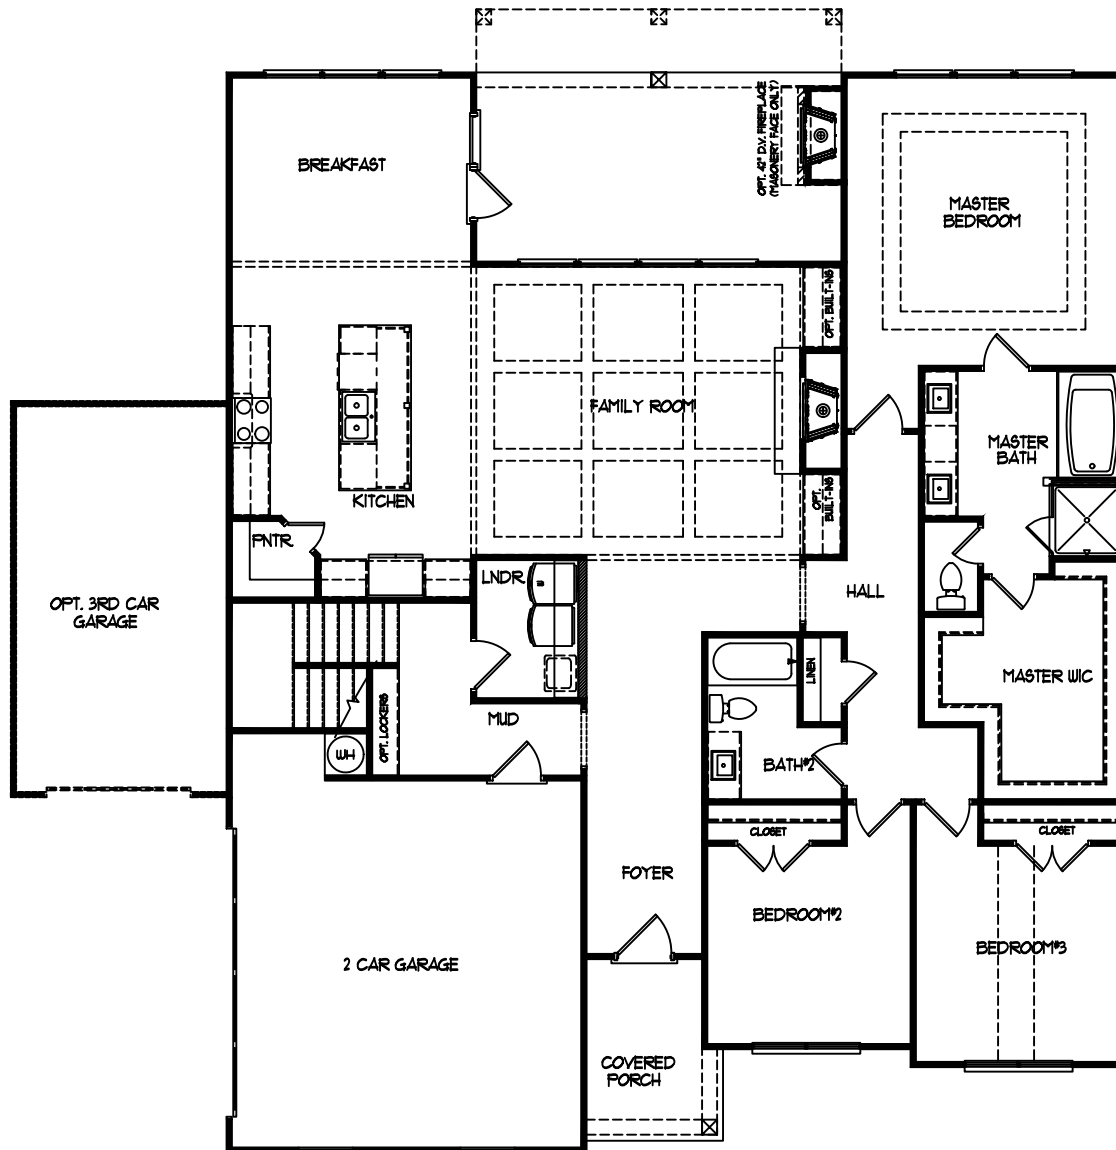 BREAKFAST
OPT. 42" D.V. FIREPLACE
(MASONERY FACE ONLY)
MASTER
BEDROOM
OPT. BUILT-INS
FAMILY ROOM
MASTER
BATH
KITCHEN
OPT.
BUILT-INS
PNTR.
LNDR.
HALL
OPT. 3RD CAR
GARAGE
LINEN
MASTER WIC
MUD
OPT. LOCKERS
WH
BATH#2
CLOSET
CLOSET
FOYER
BEDROOM#2
BEDROOM#3
2 CAR GARAGE
COVERED
PORCH